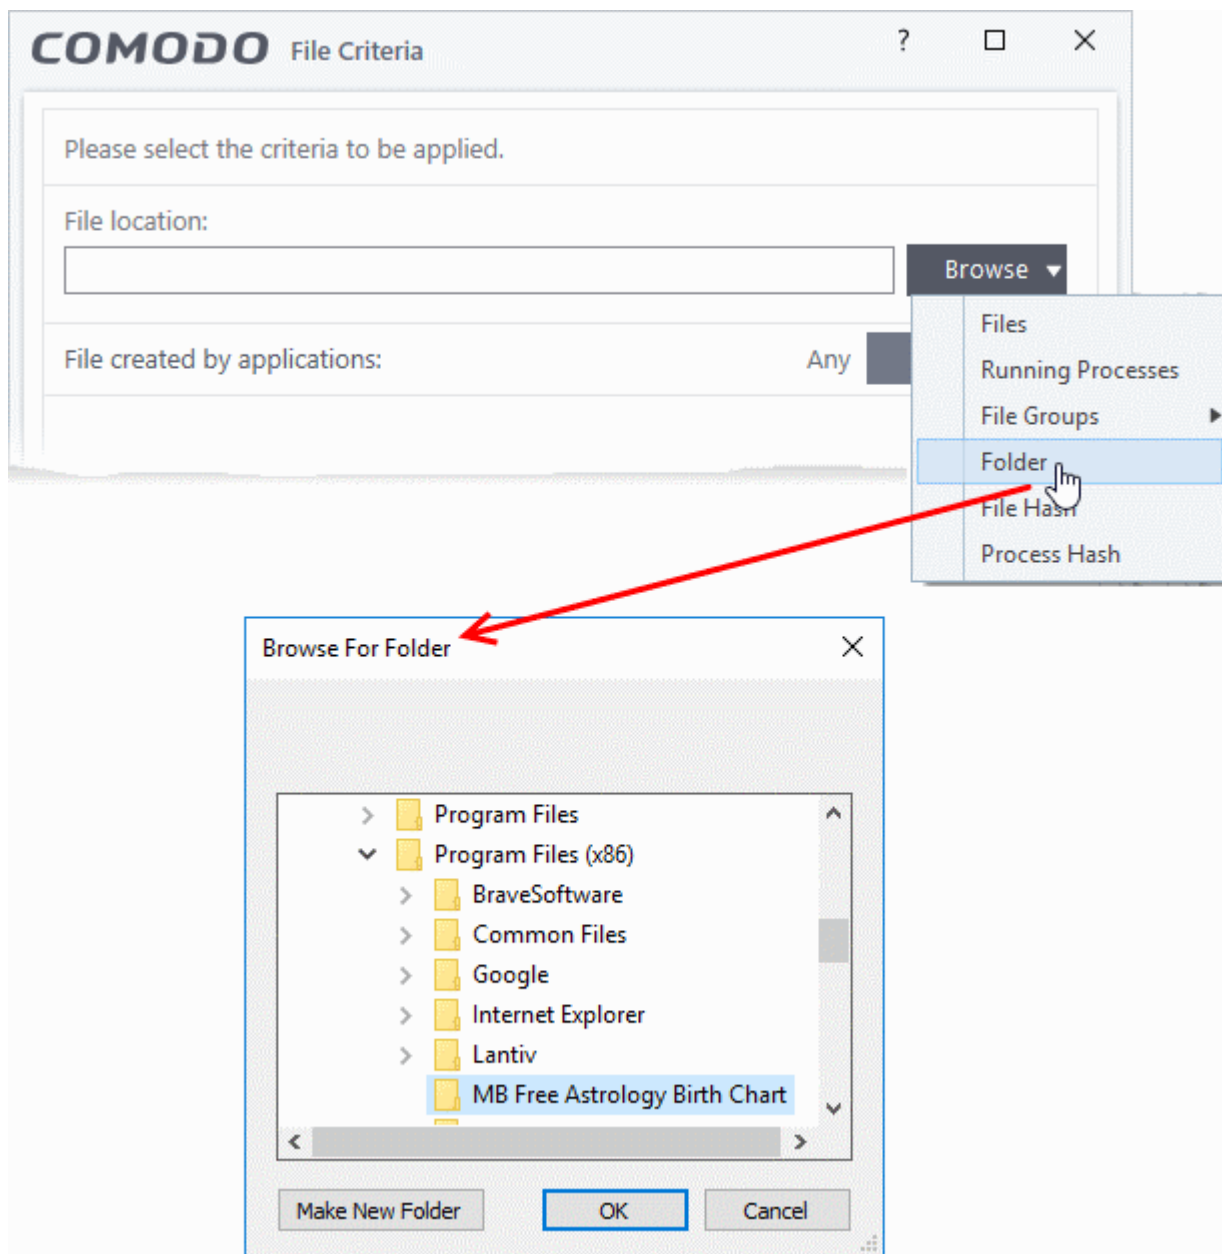 COMODO File Criteria ?
Please select the criteria to be applied.
File location:
Browse
Files
File created by applications: Any
Running Processes
File Groups
Folder
File Hash
Process Hash
Browse For Folder
Program Files
Program Files (x86)
BraveSoftware
Common Files
Google
Internet Explorer
Lantiv
MB Free Astrology Birth Chart
Make New Folder OK Cancel